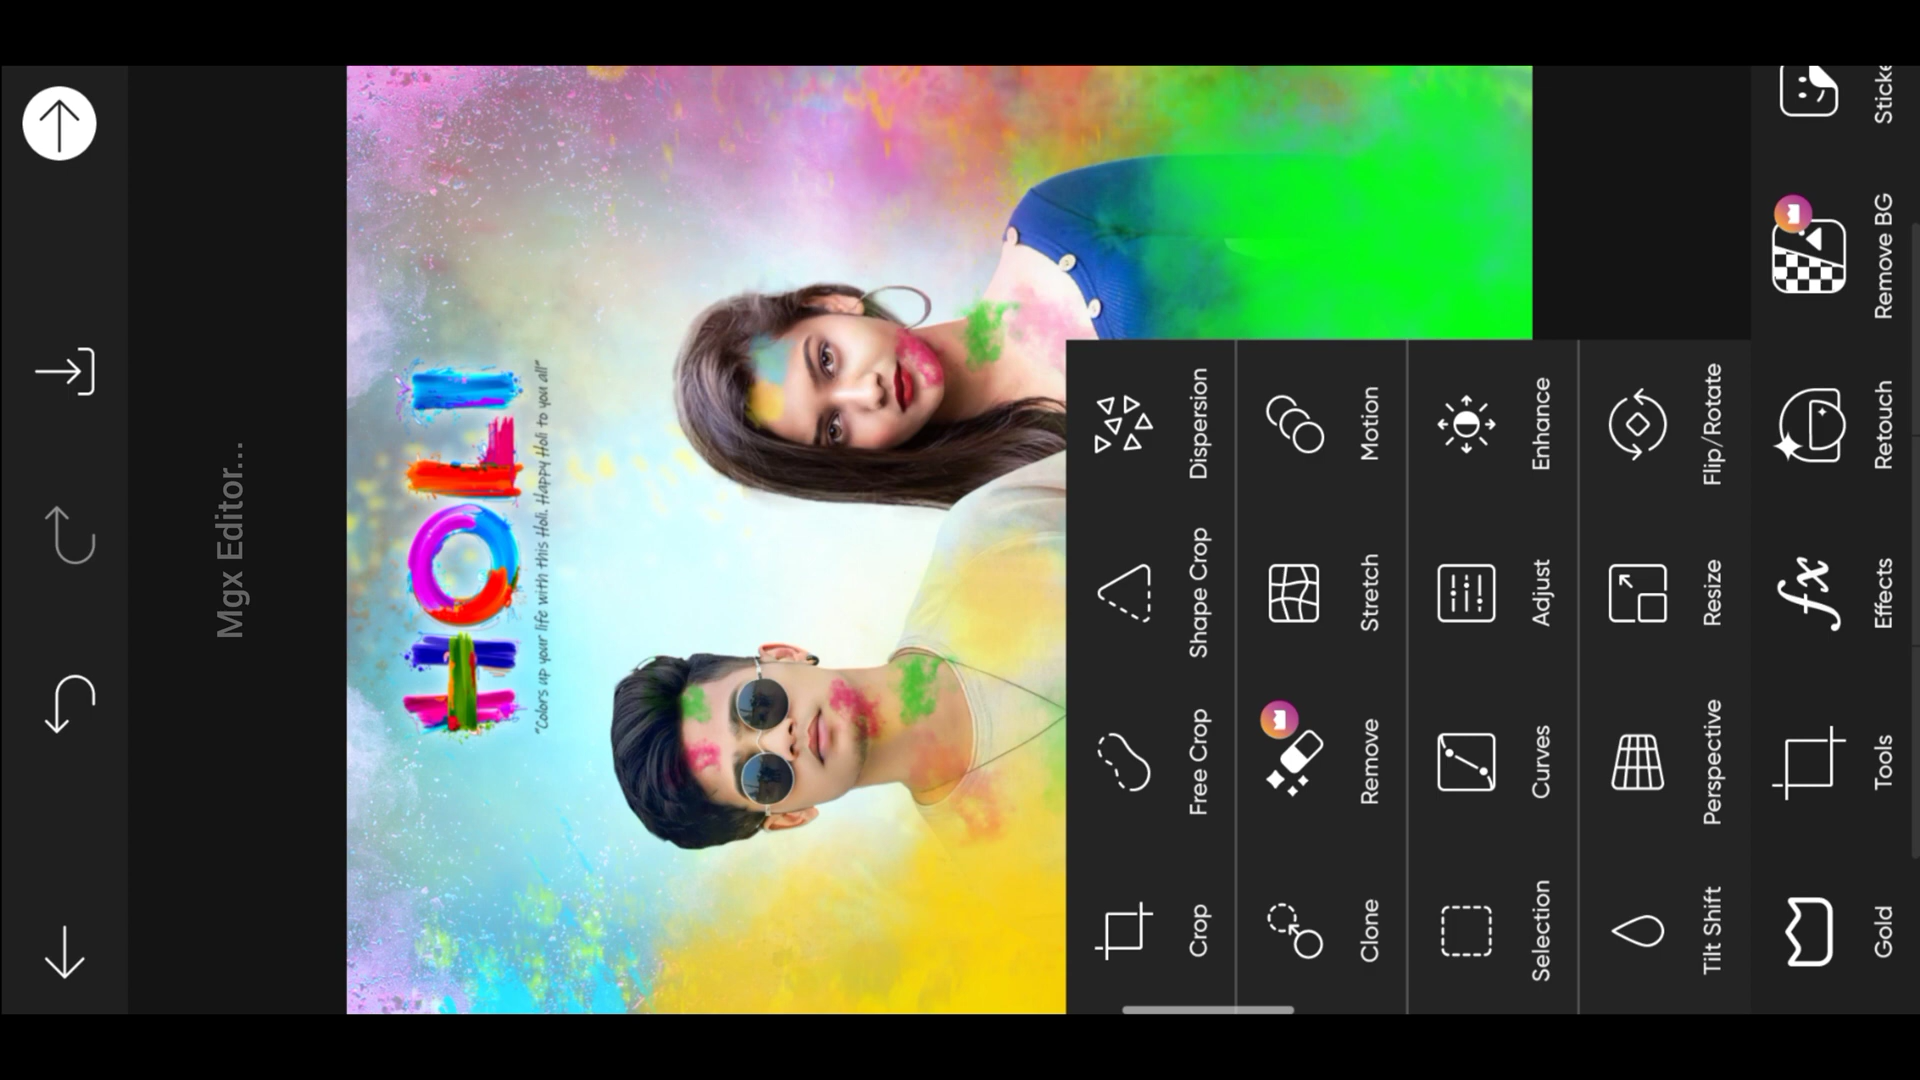 Mgx Editor...
HOLI
"Colors up your life with this Holi. Happy Holi to you all"
Crop
Free Crop
Shape Crop
Dispersion
Clone
Remove
Stretch
Motion
Selection
Curves
Adjust
Enhance
Tilt Shift
Perspective
Resize
Flip/Rotate
Gold
Tools
fx
Effects
Retouch
Remove BG
Sticke